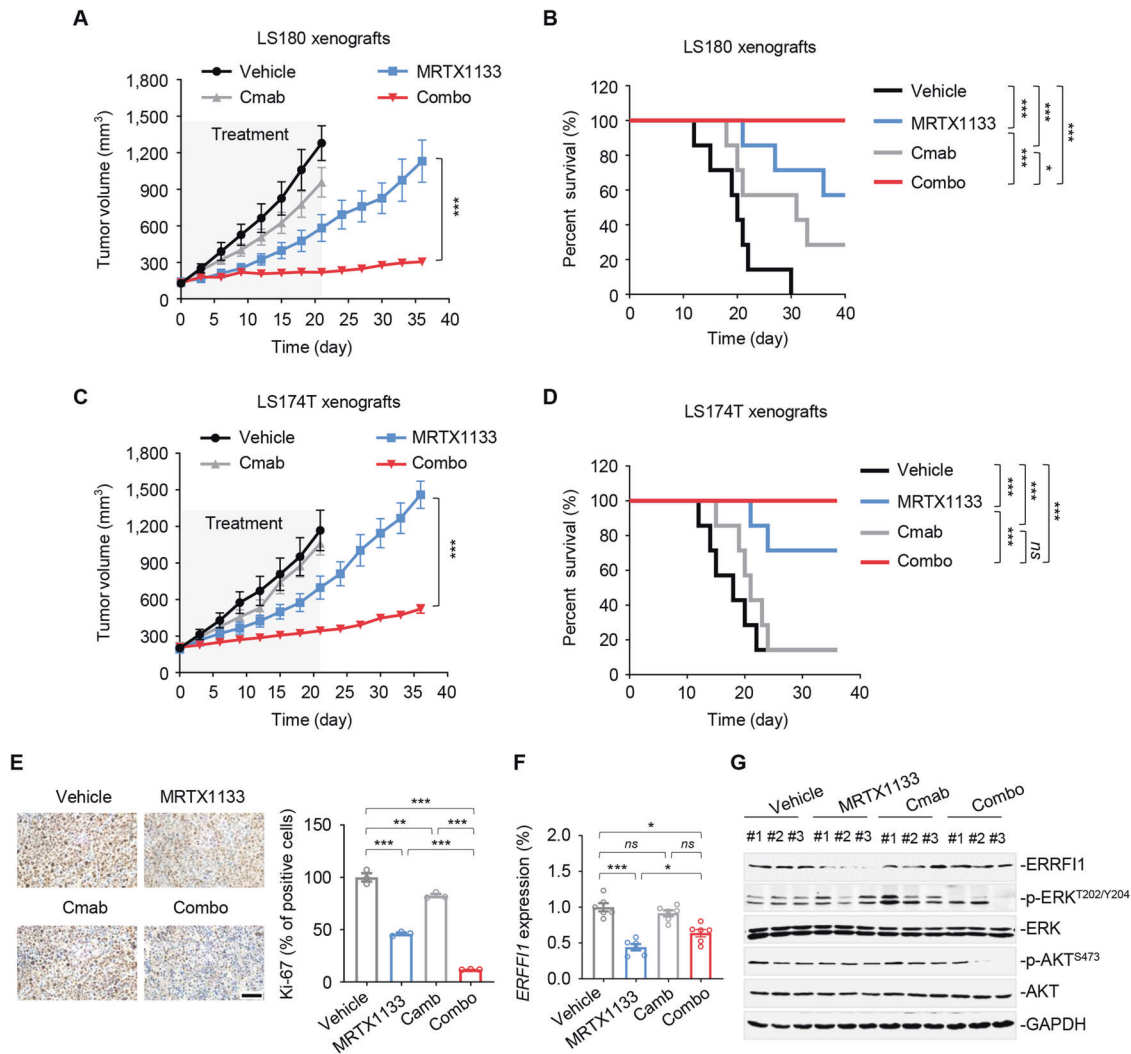 A
LS180 xenografts
Vehicle
MRTX1133
Cmab
Combo
Treatment
Tumor volume (mm³)
1,800
1,500
1,200
900
600
300
0
0 5 10 15 20 25 30 35 40
Time (day)
***
B
LS180 xenografts
Percent survival (%)
120
100
80
60
40
20
0
0 10 20 30 40
Time (day)
Vehicle
MRTX1133
Cmab
Combo
***
***
***
***
*
C
LS174T xenografts
Vehicle
MRTX1133
Cmab
Combo
Treatment
Tumor volume (mm³)
1,800
1,500
1,200
900
600
300
0
0 5 10 15 20 25 30 35 40
Time (day)
***
D
LS174T xenografts
Percent survival (%)
120
100
80
60
40
20
0
0 10 20 30 40
Time (day)
Vehicle
MRTX1133
Cmab
Combo
***
***
***
***
ns
E
Vehicle
MRTX1133
Cmab
Combo
Ki-67 (% of positive cells)
150
100
50
0
***
** ***
*** ***
Vehicle
MRTX1133
Camb
Combo
F
ERFFI1 expression (%)
2.0
1.5
1.0
0.5
0.0
*
ns ns
*** *
Vehicle
MRTX1133
Camb
Combo
G
Vehicle MRTX1133 Cmab Combo
#1 #2 #3 #1 #2 #3 #1 #2 #3 #1 #2 #3
-ERRFI1
-p-ERK T202/Y204
-ERK
-p-AKT S473
-AKT
-GAPDH